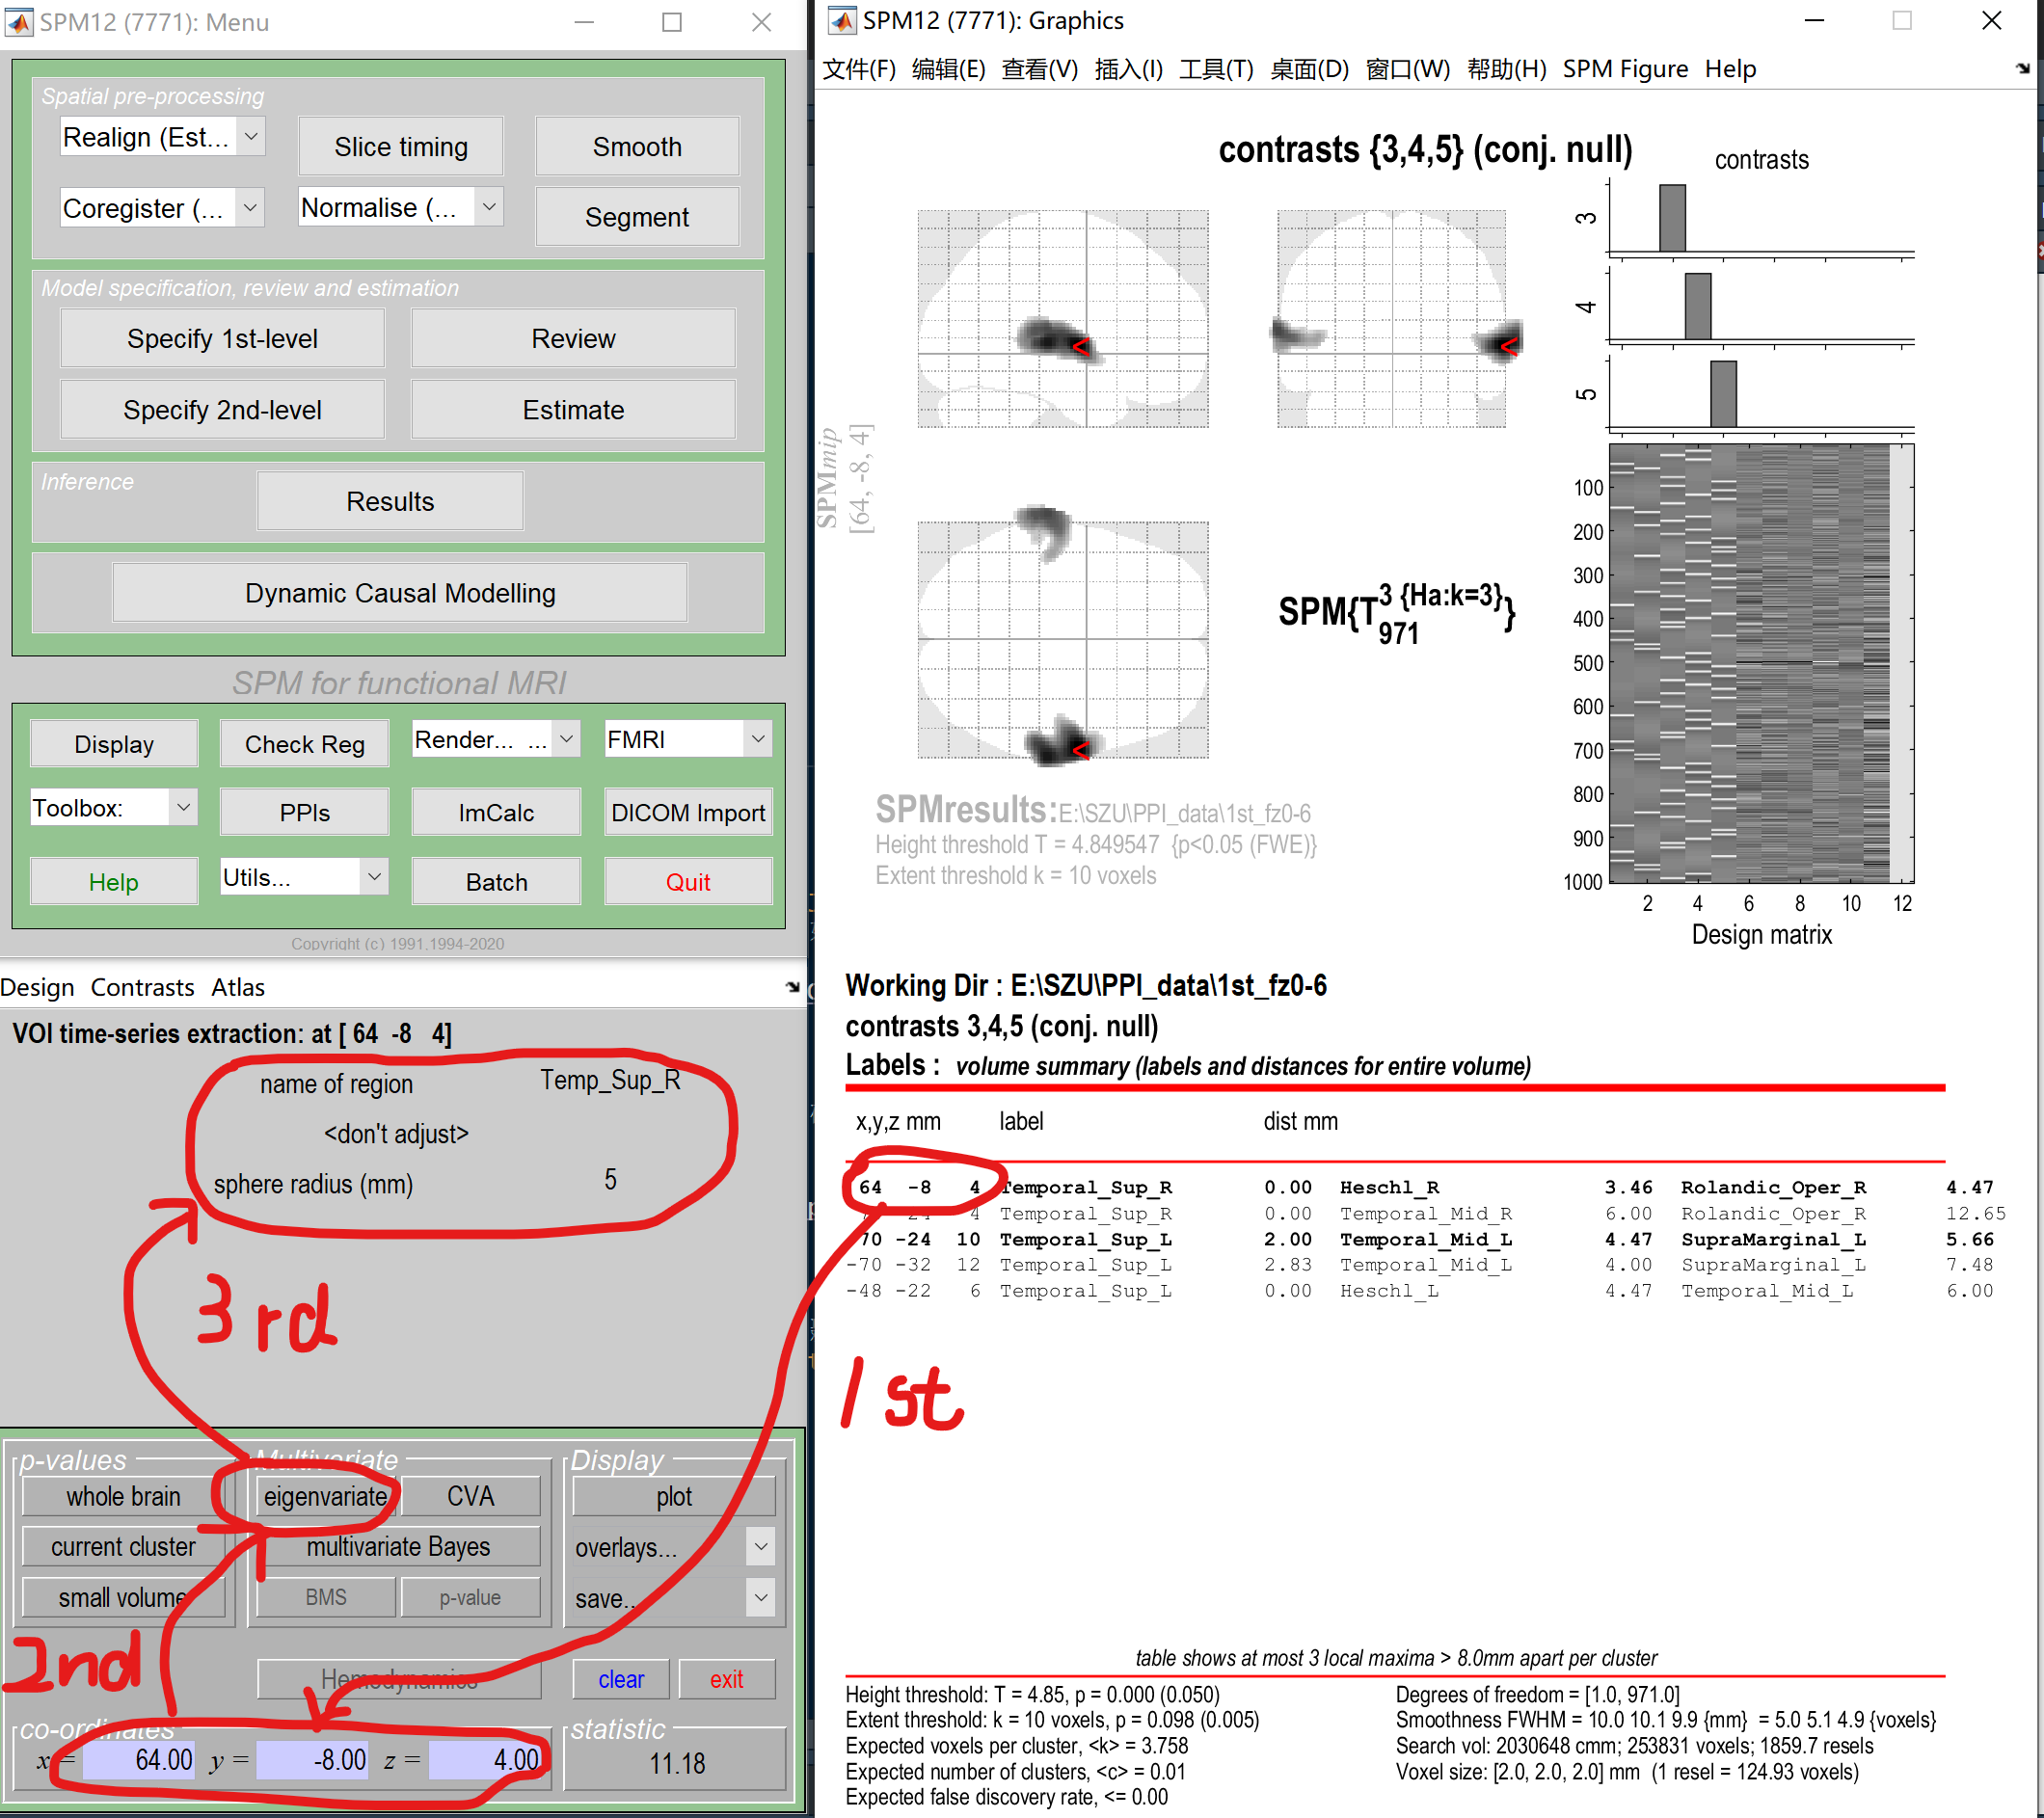 SPM12 (7771): Menu
Spatial pre-processing
Realign (Est...
Slice timing
Smooth
Coregister (...
Normalise (...
Segment
Model specification, review and estimation
Specify 1st-level
Review
Specify 2nd-level
Estimate
Inference
Results
Dynamic Causal Modelling
SPM for functional MRI
Display
Check Reg
Render... ...
FMRI
Toolbox:
PPIs
ImCalc
DICOM Import
Help
Utils...
Batch
Quit
Copyright (c) 1991,1994-2020
Design Contrasts Atlas
VOI time-series extraction: at [ 64 -8 4]
name of region Temp_Sup_R
<don't adjust>
sphere radius (mm) 5
3rd
p-values
whole brain
current cluster
small volume
Multivariate
eigenvariate
CVA
multivariate Bayes
BMS
p-value
Display
plot
overlays...
save...
2nd
Hemodynamics
clear
exit
co-ordinates
x = 64.00 y = -8.00 z = 4.00
statistic
11.18
SPM12 (7771): Graphics
文件(F) 编辑(E) 查看(V) 插入(I) 工具(T) 桌面(D) 窗口(W) 帮助(H) SPM Figure Help
contrasts {3,4,5} (conj. null)
contrasts
3
4
5
SPMmip
[64, -8, 4]
SPM{T 3 {Ha:k=3} 971}
100
200
300
400
500
600
700
800
900
1000
2 4 6 8 10 12
Design matrix
SPMresults:E:\SZU\PPI_data\1st_fz0-6
Height threshold T = 4.849547 {p<0.05 (FWE)}
Extent threshold k = 10 voxels
Working Dir : E:\SZU\PPI_data\1st_fz0-6
contrasts 3,4,5 (conj. null)
Labels : volume summary (labels and distances for entire volume)
x,y,z mm label dist mm
64 -8 4 Temporal_Sup_R 0.00 Heschl_R 3.46 Rolandic_Oper_R 4.47
-24 4 Temporal_Sup_R 0.00 Temporal_Mid_R 6.00 Rolandic_Oper_R 12.65
70 -24 10 Temporal_Sup_L 2.00 Temporal_Mid_L 4.47 SupraMarginal_L 5.66
-70 -32 12 Temporal_Sup_L 2.83 Temporal_Mid_L 4.00 SupraMarginal_L 7.48
-48 -22 6 Temporal_Sup_L 0.00 Heschl_L 4.47 Temporal_Mid_L 6.00
1st
table shows at most 3 local maxima > 8.0mm apart per cluster
Height threshold: T = 4.85, p = 0.000 (0.050)
Extent threshold: k = 10 voxels, p = 0.098 (0.005)
Expected voxels per cluster, <k> = 3.758
Expected number of clusters, <c> = 0.01
Expected false discovery rate, <= 0.00
Degrees of freedom = [1.0, 971.0]
Smoothness FWHM = 10.0 10.1 9.9 {mm} = 5.0 5.1 4.9 {voxels}
Search vol: 2030648 cmm; 253831 voxels; 1859.7 resels
Voxel size: [2.0, 2.0, 2.0] mm (1 resel = 124.93 voxels)